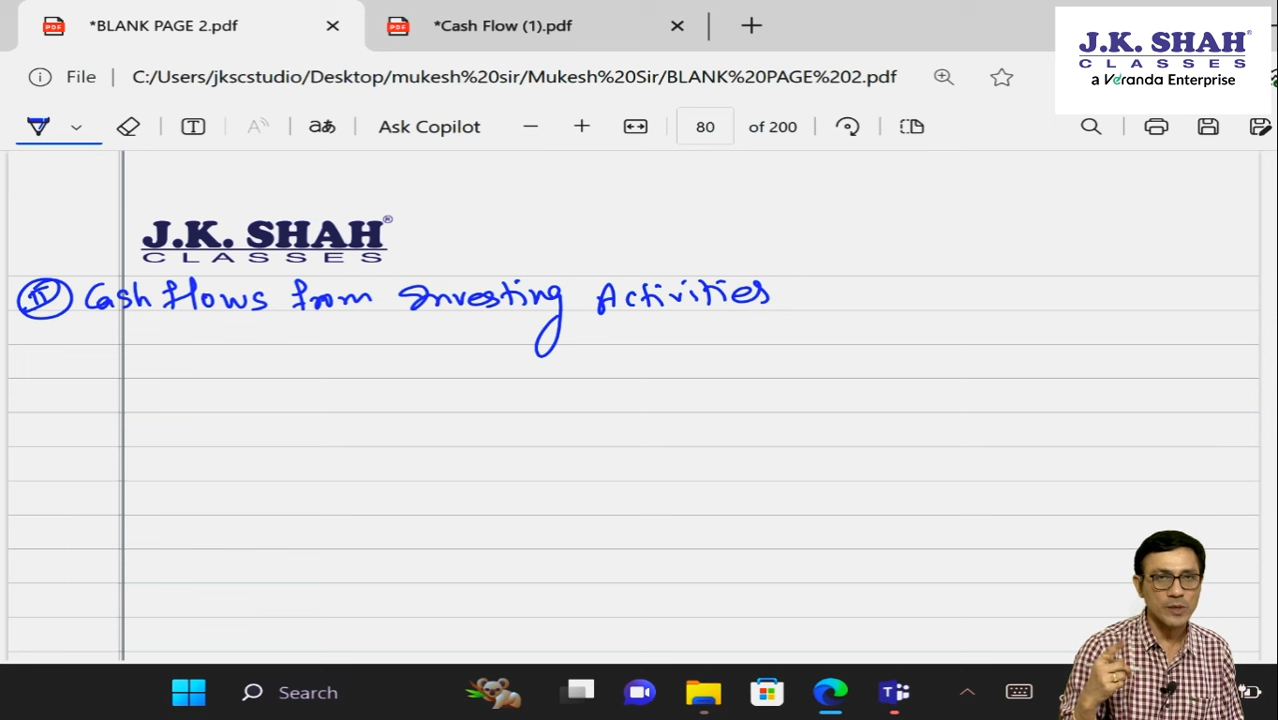 *BLANK PAGE 2.pdf
*Cash Flow (1).pdf
J.K. SHAH®
CLASSES
a Veranda Enterprise
File C:/Users/jkscstudio/Desktop/mukesh%20sir/Mukesh%20Sir/BLANK%20PAGE%202.pdf
Ask Copilot 80 of 200
J.K. SHAH®
CLASSES
II Cash flows from Investing Activities
Search